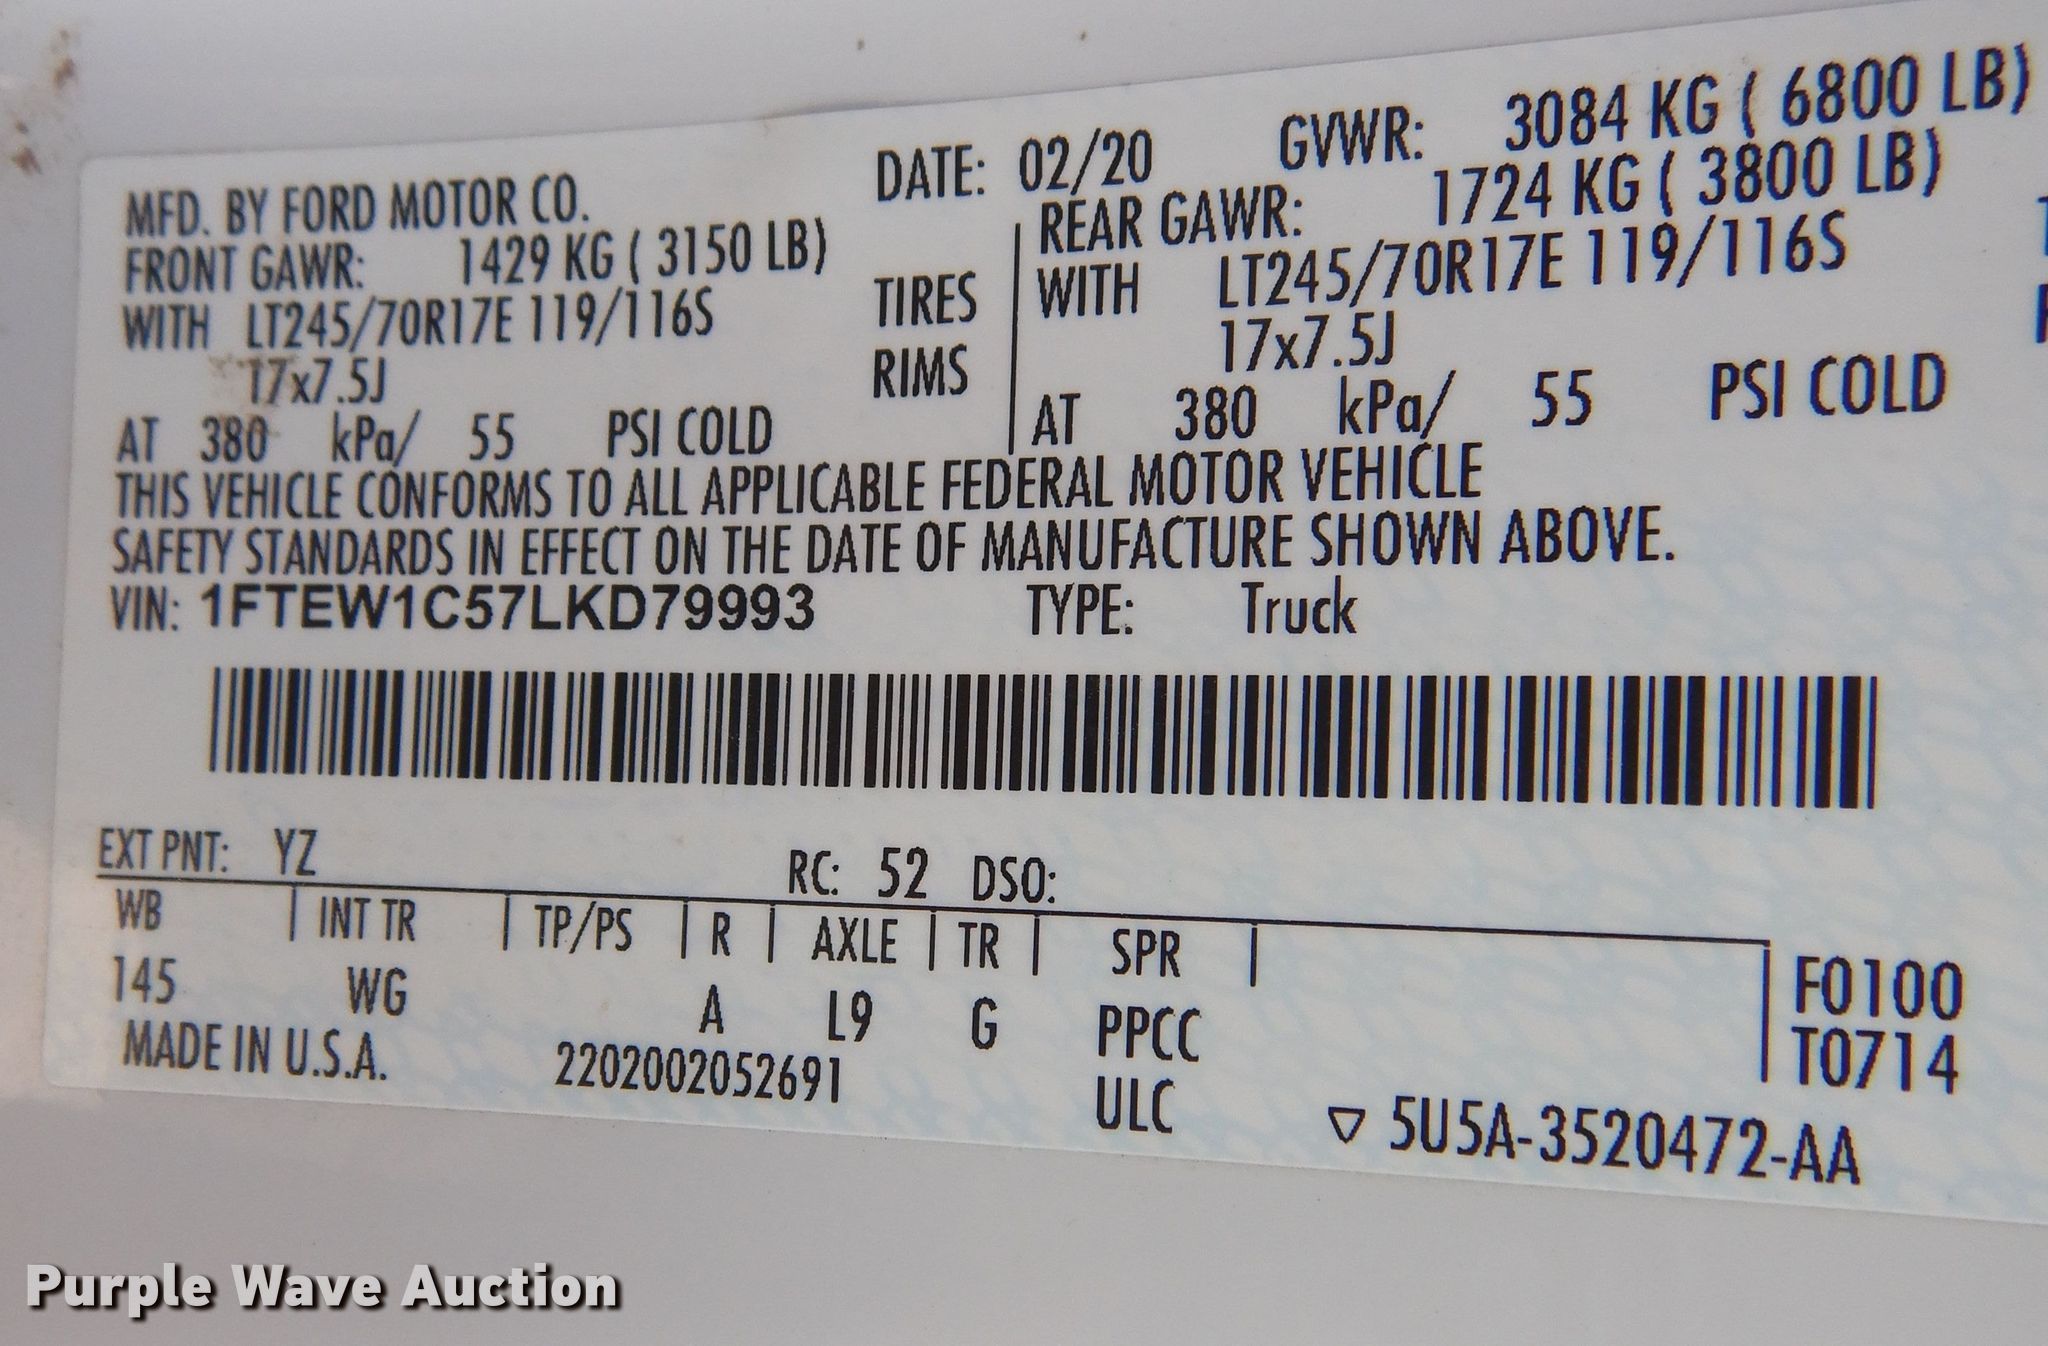 MFD. BY FORD MOTOR CO. DATE: 02/20 GVWR: 3084 KG ( 6800 LB)
FRONT GAWR: 1429 KG ( 3150 LB) REAR GAWR: 1724 KG ( 3800 LB)
WITH LT245/70R17E 119/116S TIRES WITH LT245/70R17E 119/116S
17x7.5J RIMS 17x7.5J
AT 380 kPa/ 55 PSI COLD AT 380 kPa/ 55 PSI COLD
THIS VEHICLE CONFORMS TO ALL APPLICABLE FEDERAL MOTOR VEHICLE
SAFETY STANDARDS IN EFFECT ON THE DATE OF MANUFACTURE SHOWN ABOVE.
VIN: 1FTEW1C57LKD79993 TYPE: Truck
EXT PNT: YZ RC: 52 DSO:
WB | INT TR | TP/PS | R | AXLE | TR | SPR |
145 WG A L9 G PPCC F0100
ULC T0714
MADE IN U.S.A. 2202002052691
▽ 5U5A-3520472-AA
Purple Wave Auction